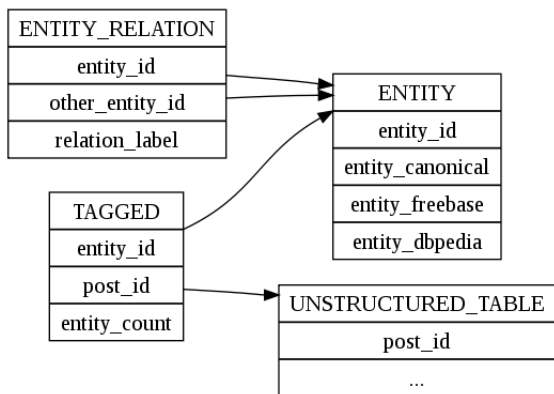 ENTITY_RELATION
entity_id
other_entity_id
relation_label
ENTITY
entity_id
entity_canonical
entity_freebase
entity_dbpedia
TAGGED
entity_id
post_id
entity_count
UNSTRUCTURED_TABLE
post_id
...